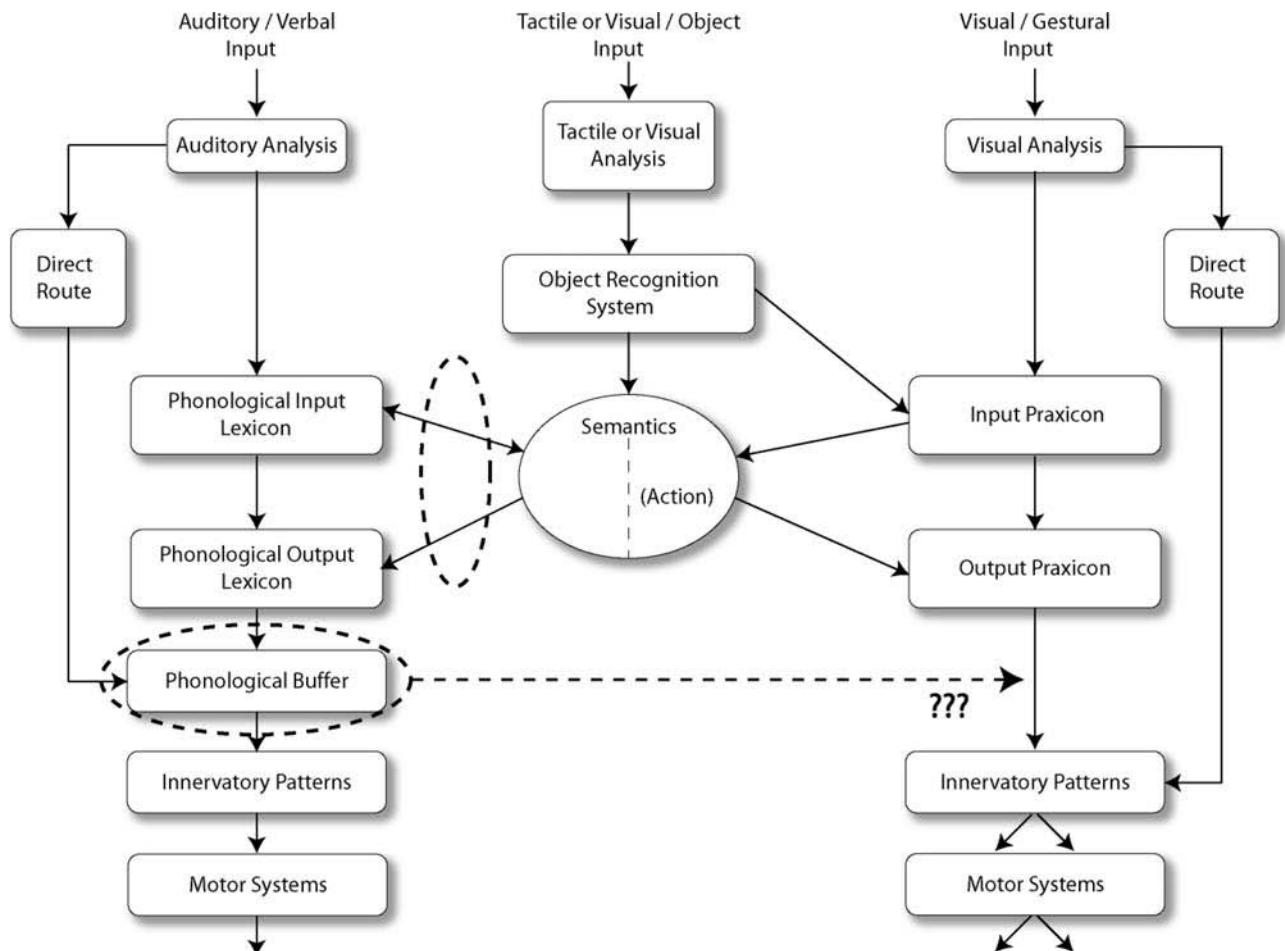 Auditory / Verbal
Input
Tactile or Visual / Object
Input
Visual / Gestural
Input
Auditory Analysis
Tactile or Visual
Analysis
Visual Analysis
Direct
Route
Object Recognition
System
Direct
Route
Phonological Input
Lexicon
Semantics
(Action)
Input Praxicon
Phonological Output
Lexicon
Output Praxicon
Phonological Buffer
???
Innervatory Patterns
Innervatory Patterns
Motor Systems
Motor Systems